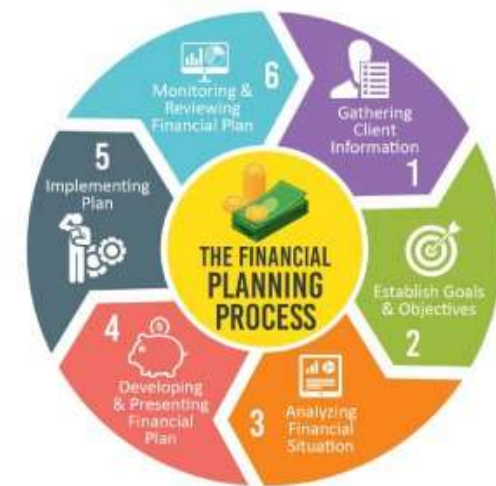 THE FINANCIAL
PLANNING
PROCESS
Gathering
Client
Information
1
Establish Goals
& Objectives
2
3
Analyzing
Financial
Situation
4
Developing
& Presenting
Financial
Plan
5
Implementing
Plan
6
Monitoring &
Reviewing
Financial Plan